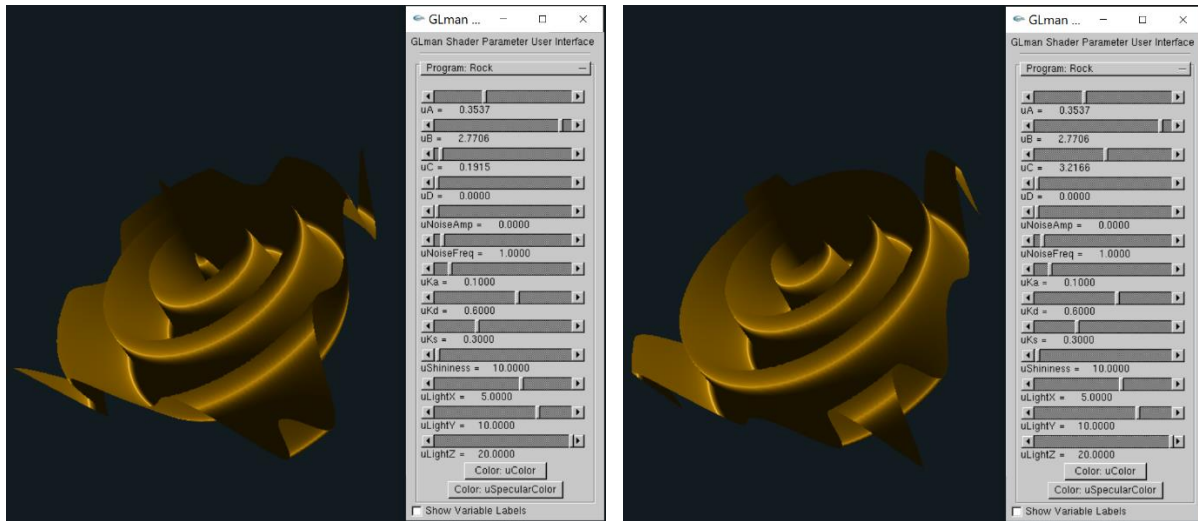 GLman ...
GLman Shader Parameter User Interface
Program: Rock
uA = 0.3537
uB = 2.7706
uC = 0.1915
uD = 0.0000
uNoiseAmp = 0.0000
uNoiseFreq = 1.0000
uKa = 0.1000
uKd = 0.6000
uKs = 0.3000
uShininess = 10.0000
uLightX = 5.0000
uLightY = 10.0000
uLightZ = 20.0000
Color: uColor
Color: uSpecularColor
Show Variable Labels
GLman ...
GLman Shader Parameter User Interface
Program: Rock
uA = 0.3537
uB = 2.7706
uC = 3.2166
uD = 0.0000
uNoiseAmp = 0.0000
uNoiseFreq = 1.0000
uKa = 0.1000
uKd = 0.6000
uKs = 0.3000
uShininess = 10.0000
uLightX = 5.0000
uLightY = 10.0000
uLightZ = 20.0000
Color: uColor
Color: uSpecularColor
Show Variable Labels